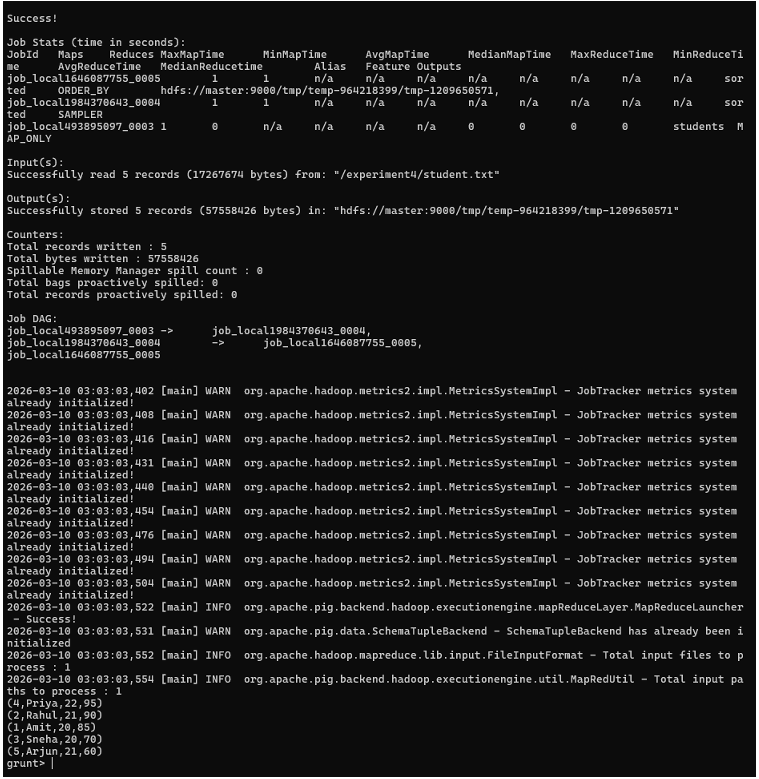 Success!
Job Stats (time in seconds):
JobId   Maps    Reduces MaxMapTime      MinMapTime      AvgMapTime      MedianMapTime   MaxReduceTime   MinReduceTi
me      AvgReduceTime   MedianReducetime        Alias   Feature Outputs
job_local1646087755_0005        1       1       n/a     n/a     n/a     n/a     n/a     n/a     n/a     n/a     sor
ted     ORDER_BY        hdfs://master:9000/tmp/temp-964218399/tmp-1209650571,
job_local1984370643_0004        1       1       n/a     n/a     n/a     n/a     n/a     n/a     n/a     n/a     sor
ted     SAMPLER
job_local493895097_0003 1       0       n/a     n/a     n/a     n/a     0       0       0       0       students  M
AP_ONLY
Input(s):
Successfully read 5 records (17267674 bytes) from: "/experiment4/student.txt"
Output(s):
Successfully stored 5 records (57558426 bytes) in: "hdfs://master:9000/tmp/temp-964218399/tmp-1209650571"
Counters:
Total records written : 5
Total bytes written : 57558426
Spillable Memory Manager spill count : 0
Total bags proactively spilled: 0
Total records proactively spilled: 0
Job DAG:
job_local493895097_0003 ->      job_local1984370643_0004,
job_local1984370643_0004        ->      job_local1646087755_0005,
job_local1646087755_0005
2026-03-10 03:03:03,402 [main] WARN  org.apache.hadoop.metrics2.impl.MetricsSystemImpl - JobTracker metrics system
already initialized!
2026-03-10 03:03:03,408 [main] WARN  org.apache.hadoop.metrics2.impl.MetricsSystemImpl - JobTracker metrics system
already initialized!
2026-03-10 03:03:03,416 [main] WARN  org.apache.hadoop.metrics2.impl.MetricsSystemImpl - JobTracker metrics system
already initialized!
2026-03-10 03:03:03,431 [main] WARN  org.apache.hadoop.metrics2.impl.MetricsSystemImpl - JobTracker metrics system
already initialized!
2026-03-10 03:03:03,440 [main] WARN  org.apache.hadoop.metrics2.impl.MetricsSystemImpl - JobTracker metrics system
already initialized!
2026-03-10 03:03:03,454 [main] WARN  org.apache.hadoop.metrics2.impl.MetricsSystemImpl - JobTracker metrics system
already initialized!
2026-03-10 03:03:03,476 [main] WARN  org.apache.hadoop.metrics2.impl.MetricsSystemImpl - JobTracker metrics system
already initialized!
2026-03-10 03:03:03,494 [main] WARN  org.apache.hadoop.metrics2.impl.MetricsSystemImpl - JobTracker metrics system
already initialized!
2026-03-10 03:03:03,504 [main] WARN  org.apache.hadoop.metrics2.impl.MetricsSystemImpl - JobTracker metrics system
already initialized!
2026-03-10 03:03:03,522 [main] INFO  org.apache.pig.backend.hadoop.executionengine.mapReduceLayer.MapReduceLauncher
 - Success!
2026-03-10 03:03:03,531 [main] WARN  org.apache.pig.data.SchemaTupleBackend - SchemaTupleBackend has already been i
nitialized
2026-03-10 03:03:03,552 [main] INFO  org.apache.hadoop.mapreduce.lib.input.FileInputFormat - Total input files to p
rocess : 1
2026-03-10 03:03:03,554 [main] INFO  org.apache.pig.backend.hadoop.executionengine.util.MapRedUtil - Total input pa
ths to process : 1
(4,Priya,22,95)
(2,Rahul,21,90)
(1,Amit,20,85)
(3,Sneha,20,70)
(5,Arjun,21,60)
grunt>